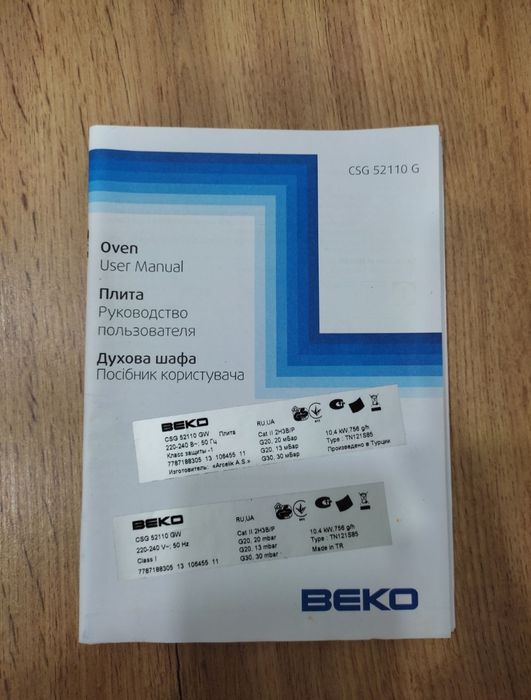 CSG 52110 G
Oven
User Manual
Плита
Руководство
пользователя
Духова шафа
Посібник користувача
BEKO
CSG 52110 GW Плита
220-240 В~; 50 Гц
Класс защиты -1
7787188305 13 106455 11
Изготовитель: «Arcelik A.S.»
RU,UA
Cat II 2H3B/P
G20, 20 мБар
G20, 13 мБар
G30, 30 мБар
10,4 kW,756 g/h
Type : TN121S85
Произведено в Турции
BEKO
CSG 52110 GW
220-240 V~; 50 Hz
Class I
7787188305 13 106455 11
RU,UA
Cat II 2H3B/P
G20, 20 mbar
G20, 13 mbar
G30, 30 mbar
10,4 kW,756 g/h
Type : TN121S85
Made in TR
BEKO